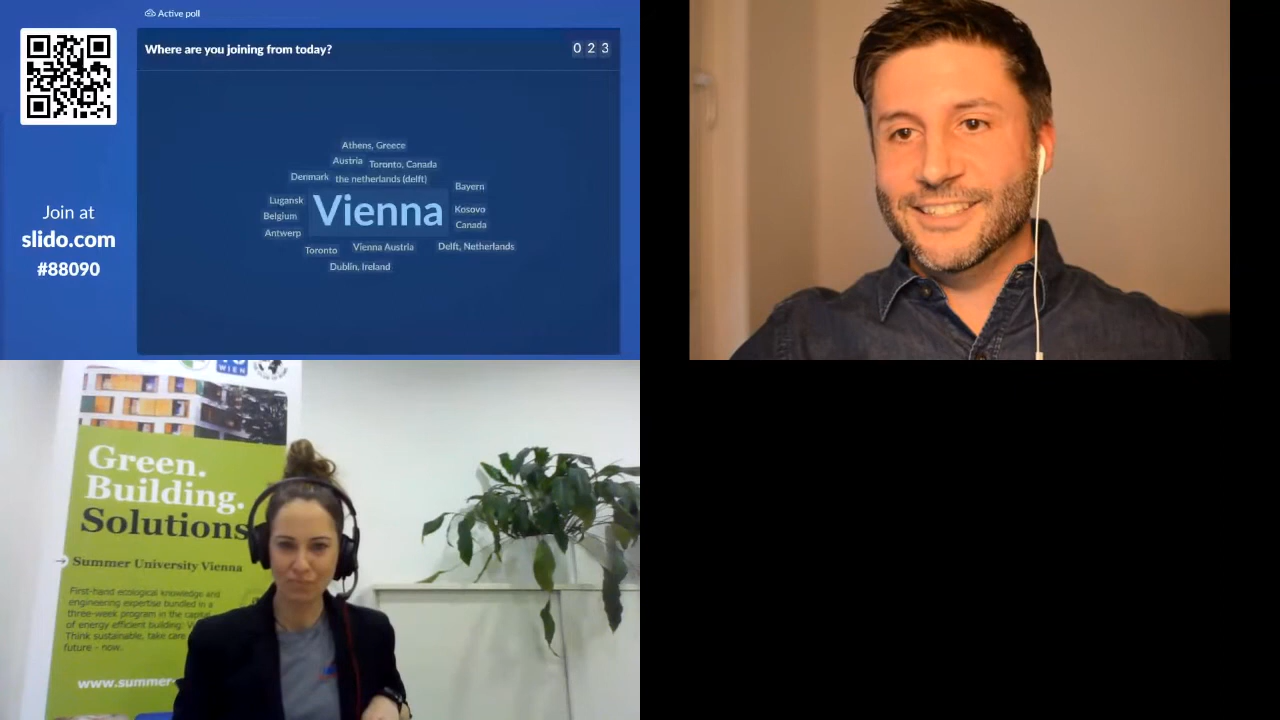 Active poll
Where are you joining from today?
0 2 3
Join at
slido.com
#88090
Athens, Greece
Austria
Toronto, Canada
Denmark
the netherlands (delft)
Bayern
Lugansk
Vienna
Kosovo
Belgium
Canada
Antwerp
Toronto
Vienna Austria
Delft, Netherlands
Dublin, Ireland
WIEN
Green.
Building.
Solutions
Summer University Vienna
First-hand ecological knowledge and
engineering expertise bundled in a
three-week program in the capital
of energy efficient building: V
Think sustainable, take care
future - now.
www.summer-